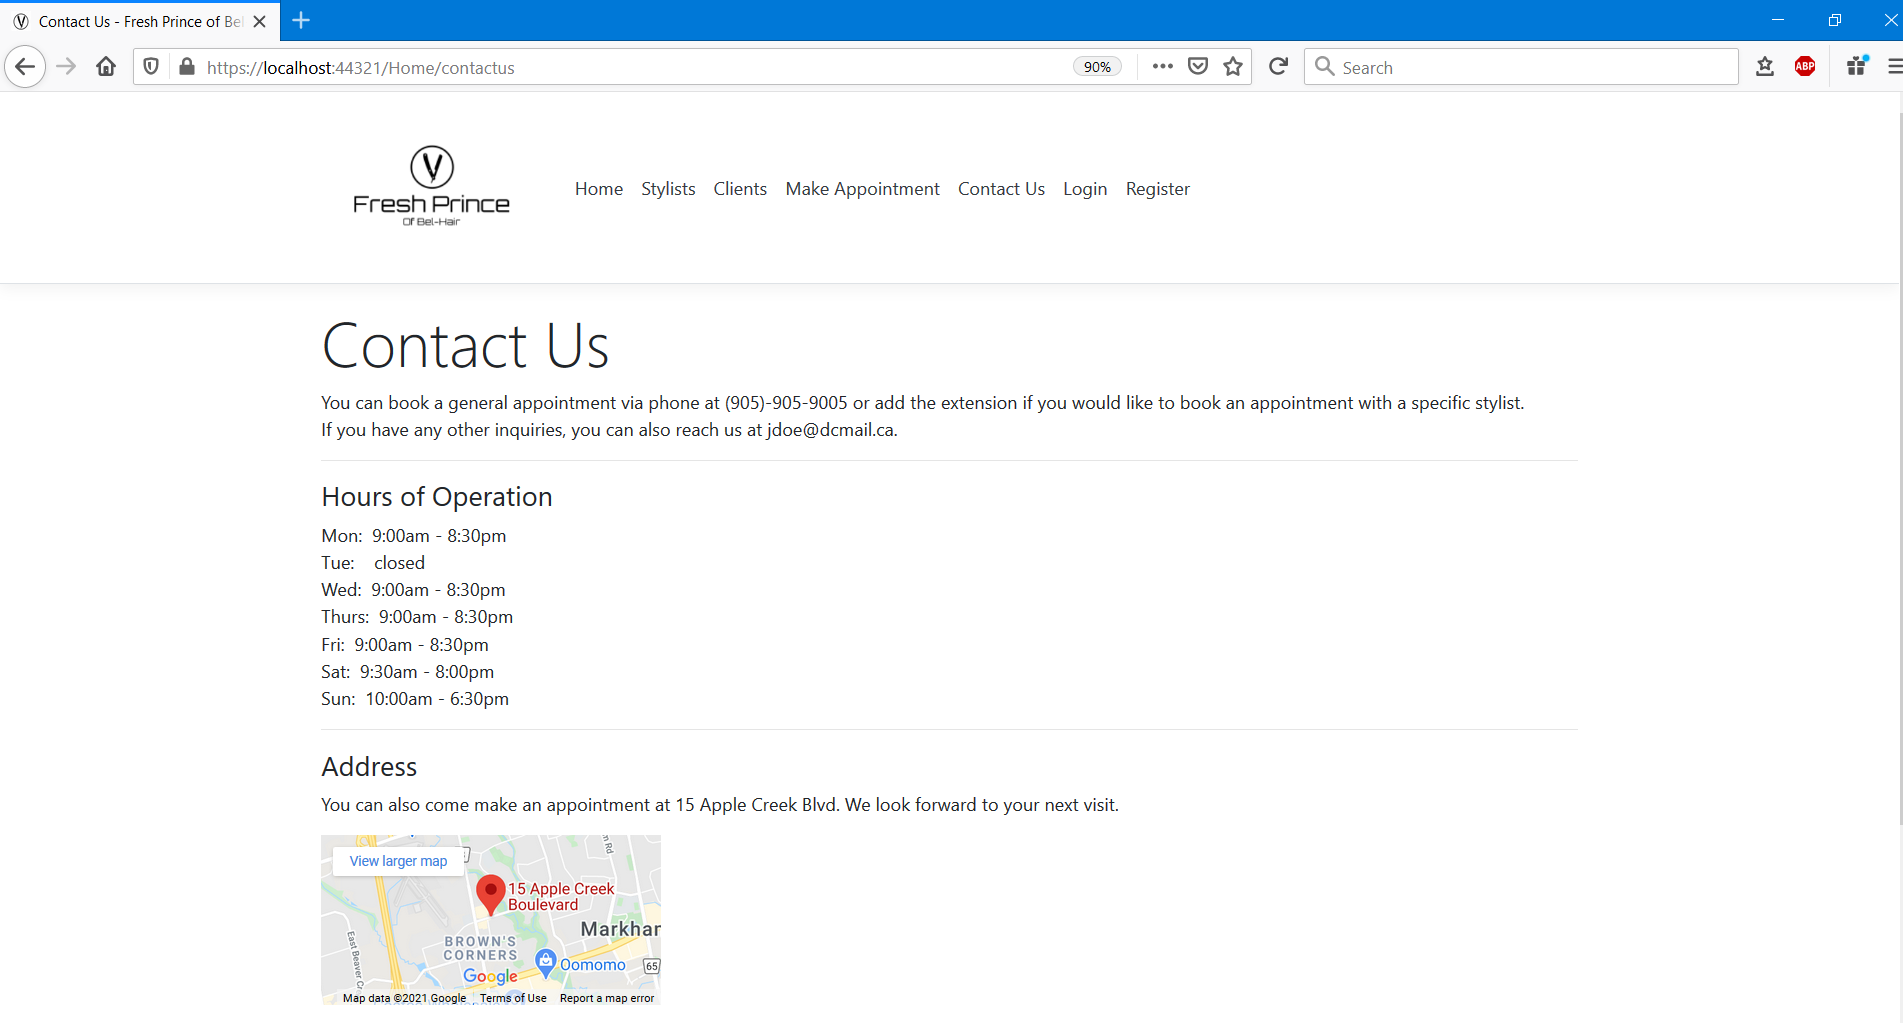 Contact Us - Fresh Prince of Bel
https://localhost:44321/Home/contactus
90%
Search
ABP
Fresh Prince
Of Bel-Hair
Home Stylists Clients Make Appointment Contact Us Login Register
Contact Us
You can book a general appointment via phone at (905)-905-9005 or add the extension if you would like to book an appointment with a specific stylist.
If you have any other inquiries, you can also reach us at jdoe@dcmail.ca.
Hours of Operation
Mon: 9:00am - 8:30pm
Tue: closed
Wed: 9:00am - 8:30pm
Thurs: 9:00am - 8:30pm
Fri: 9:00am - 8:30pm
Sat: 9:30am - 8:00pm
Sun: 10:00am - 6:30pm
Address
You can also come make an appointment at 15 Apple Creek Blvd. We look forward to your next visit.
View larger map
15 Apple Creek
Boulevard
Markhar
BROWN'S
CORNERS
East Beaver Cr
Google
Oomomo
65
Map data ©2021 Google
Terms of Use
Report a map error